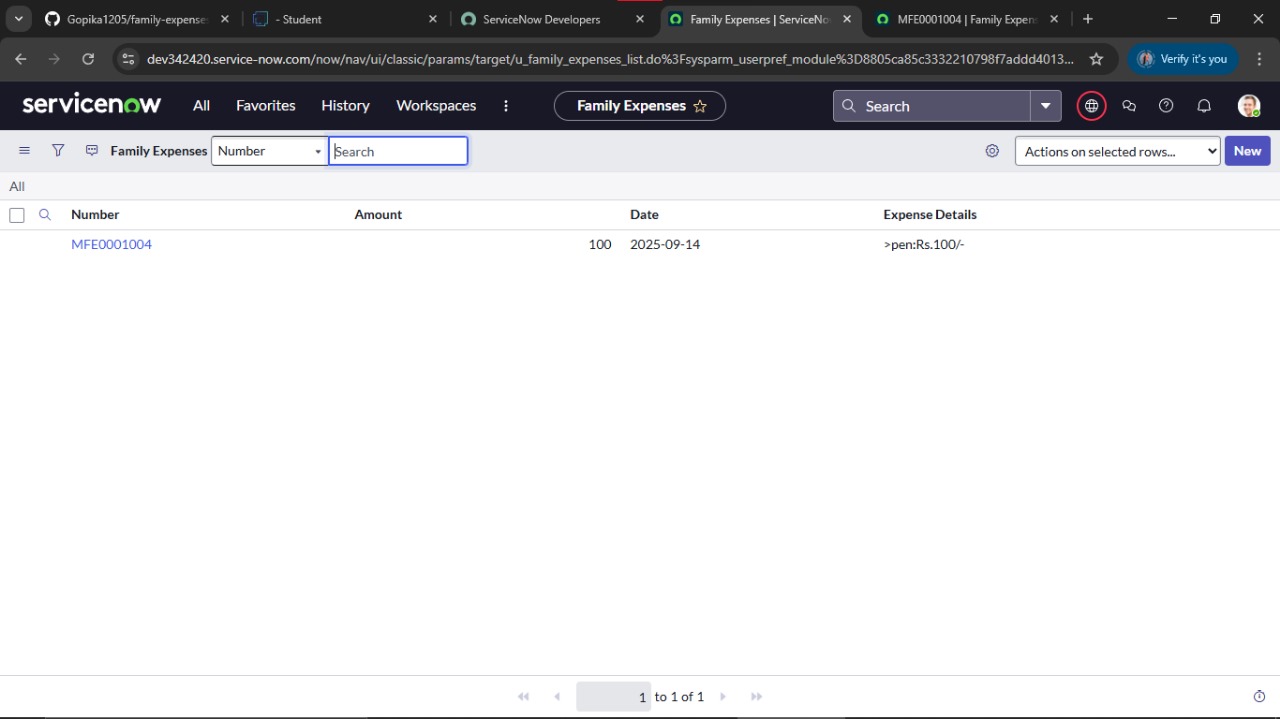 Gopika1205/family-expense
- Student
ServiceNow Developers
Family Expenses | ServiceNo
MFE0001004 | Family Expen
dev342420.service-now.com/now/nav/ui/classic/params/target/u_family_expenses_list.do%3Fsysparm_userpref_module%3D8805ca85c3332210798f7addd4013...
Verify it's you
servicenow
All
Favorites
History
Workspaces
Family Expenses
Search
Family Expenses
Number
Search
Actions on selected rows...
New
All
Number
Amount
Date
Expense Details
MFE0001004
100
2025-09-14
>pen:Rs.100/-
1 to 1 of 1